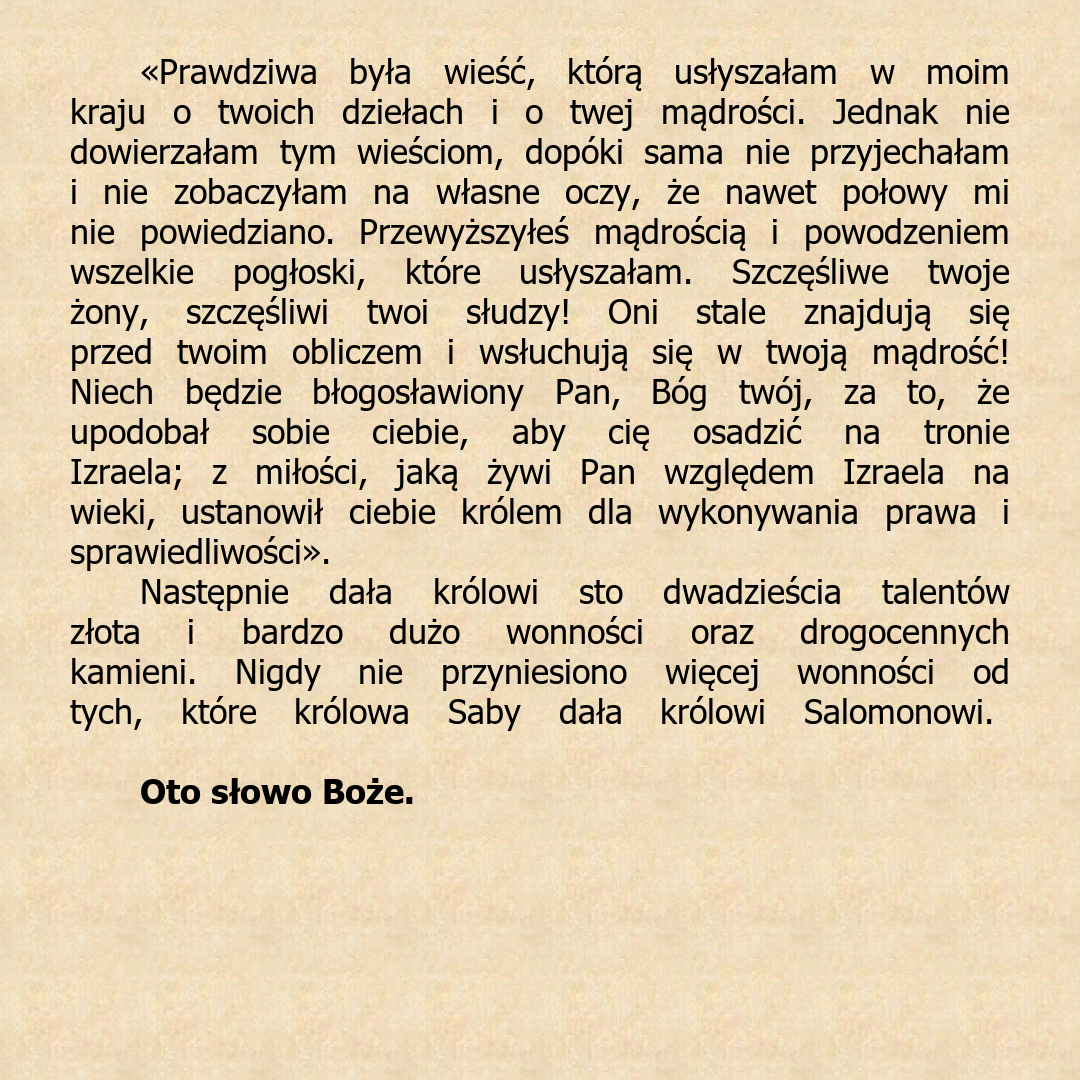 «Prawdziwa była wieść, którą usłyszałam w moim
kraju o twoich dziełach i o twej mądrości. Jednak nie
dowierzałam tym wieściom, dopóki sama nie przyjechałam
i nie zobaczyłam na własne oczy, że nawet połowy mi
nie powiedziano. Przewyższyłeś mądrością i powodzeniem
wszelkie pogłoski, które usłyszałam. Szczęśliwe twoje
żony, szczęśliwi twoi słudzy! Oni stale znajdują się
przed twoim obliczem i wsłuchują się w twoją mądrość!
Niech będzie błogosławiony Pan, Bóg twój, za to, że
upodobał sobie ciebie, aby cię osadzić na tronie
Izraela; z miłości, jaką żywi Pan względem Izraela na
wieki, ustanowił ciebie królem dla wykonywania prawa i
sprawiedliwości».
Następnie dała królowi sto dwadzieścia talentów
złota i bardzo dużo wonności oraz drogocennych
kamieni. Nigdy nie przyniesiono więcej wonności od
tych, które królowa Saby dała królowi Salomonowi.
Oto słowo Boże.